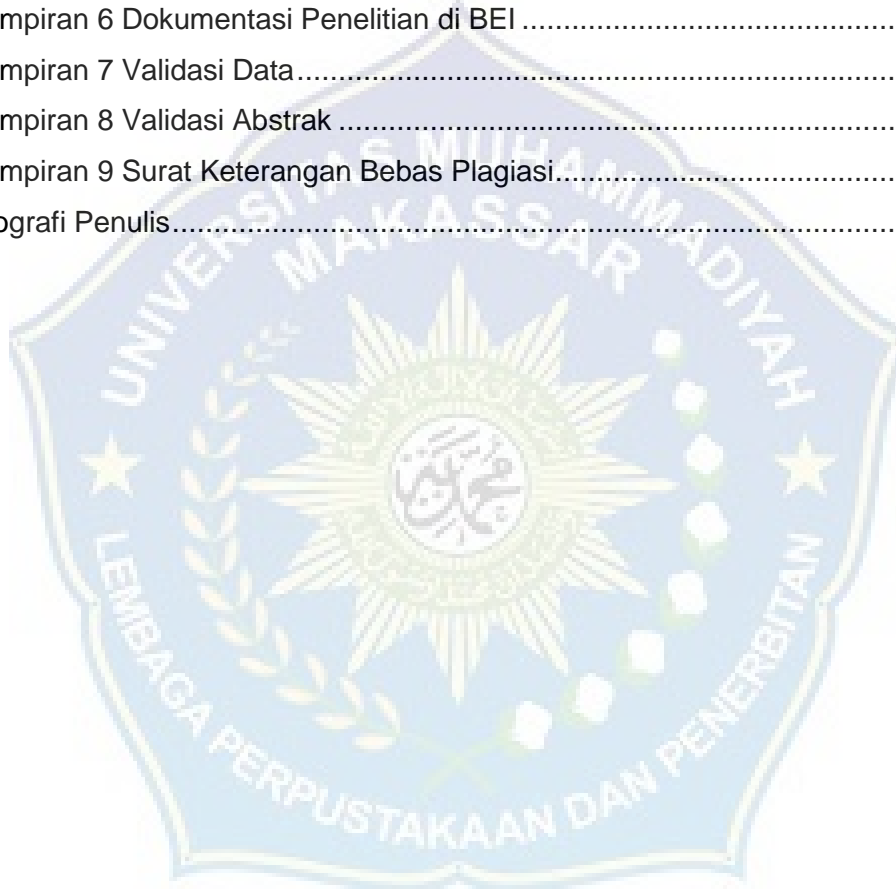 mpiran 6 Dokumentasi Penelitian di BEI ................................................
mpiran 7 Validasi Data..........................................................................
mpiran 8 Validasi Abstrak .....................................................................
mpiran 9 Surat Keterangan Bebas Plagiasi..........................................
ografi Penulis........................................................................................
UNIVERSITAS MUHAMMADIYAH
MAKASSAR
LEMBAGA PERPUSTAKAAN DAN PENERBITAN